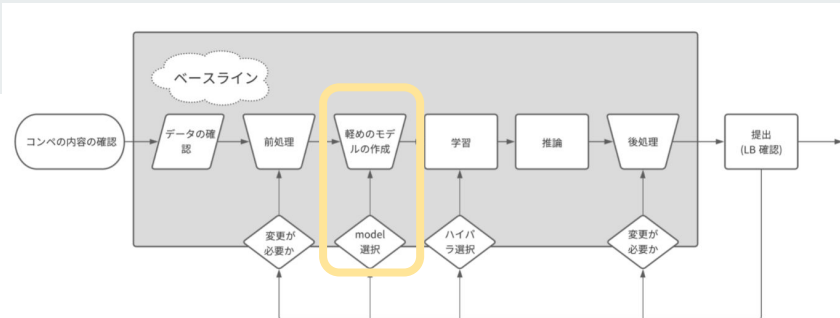 ベースライン
コンペの内容の確認
データの確
認
前処理
軽めのモデ
ルの作成
学習
推論
後処理
提出
(LB 確認)
変更が
必要か
model
選択
ハイパ
ラ選択
変更が
必要か